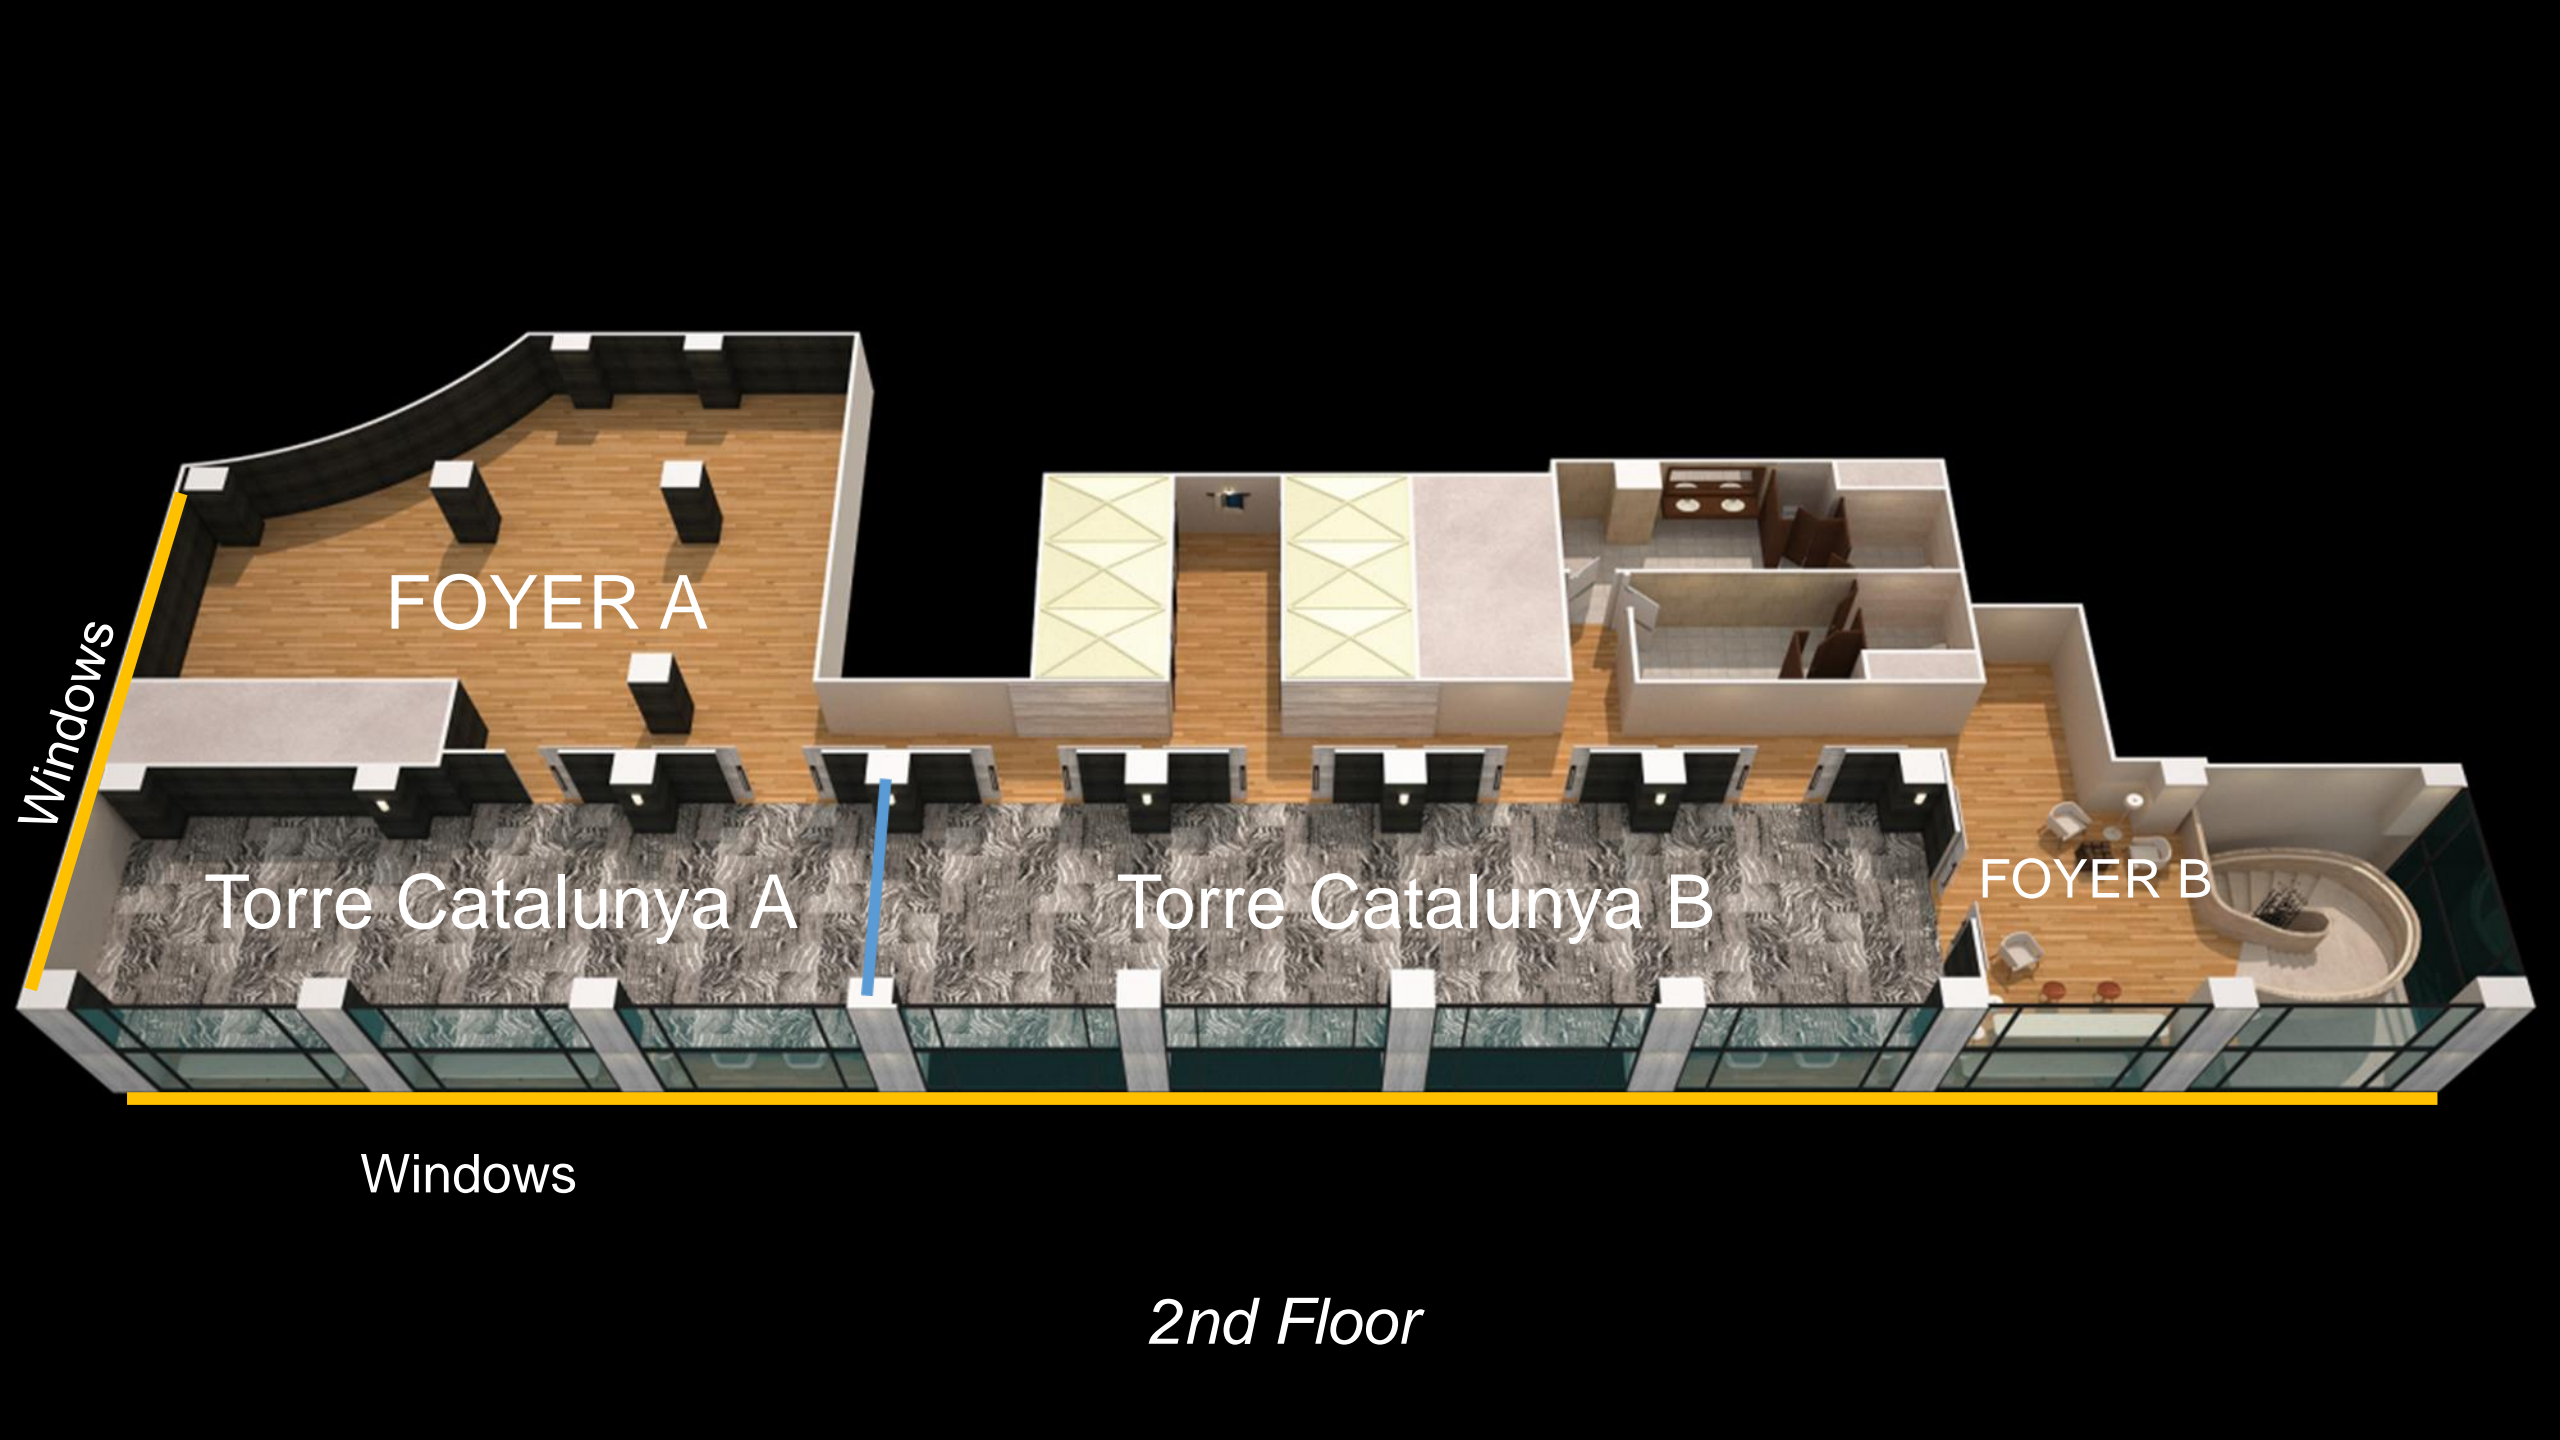 FOYER A
Windows
Torre Catalunya A
Torre Catalunya B
FOYER B
Windows
2nd Floor